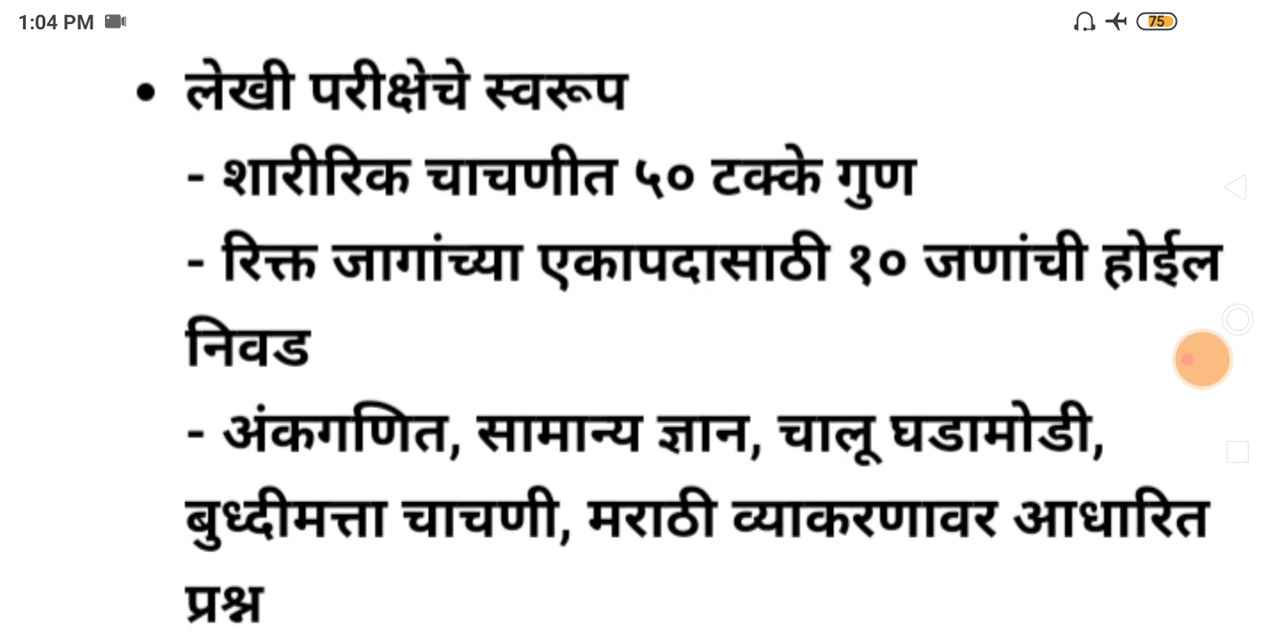 1:04 PM
75
• लेखी परीक्षेचे स्वरूप
- शारीरिक चाचणीत ५० टक्के गुण
- रिक्त जागांच्या एकापदासाठी १० जणांची होईल
निवड
- अंकगणित, सामान्य ज्ञान, चालू घडामोडी,
बुध्दीमत्ता चाचणी, मराठी व्याकरणावर आधारित
प्रश्न